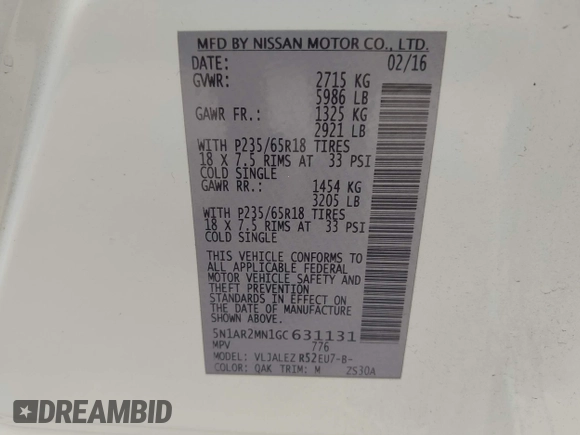 MFD BY NISSAN MOTOR CO., LTD.
DATE: 02/16
GVWR: 2715 KG
5986 LB
GAWR FR.: 1325 KG
2921 LB
WITH P235/65R18 TIRES
18 X 7.5 RIMS AT 33 PSI
COLD SINGLE
GAWR RR.: 1454 KG
3205 LB
WITH P235/65R18 TIRES
18 X 7.5 RIMS AT 33 PSI
COLD SINGLE
THIS VEHICLE CONFORMS TO
ALL APPLICABLE FEDERAL
MOTOR VEHICLE SAFETY AND
THEFT PREVENTION
STANDARDS IN EFFECT ON
THE DATE OF MANUFACTURE
SHOWN ABOVE.
5N1AR2MN1GC631131
MPV 776
MODEL: VLJALEZ R52EU7-B-
COLOR: QAK TRIM: M ZS30A
DREAMBID